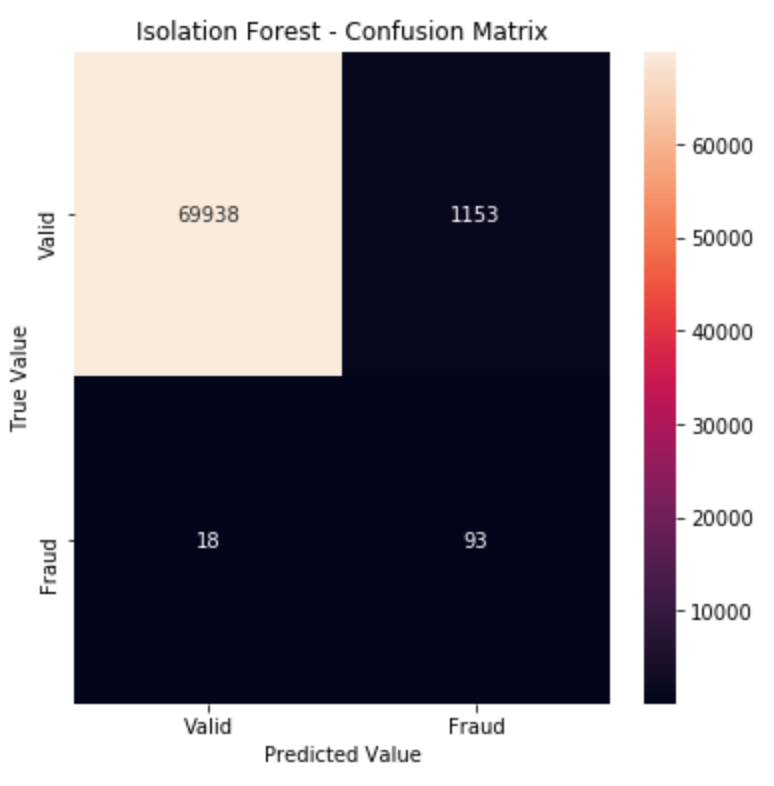 Isolation Forest - Confusion Matrix
69938
1153
Valid
True Value
18
93
Fraud
Valid
Fraud
Predicted Value
60000
50000
40000
30000
20000
10000